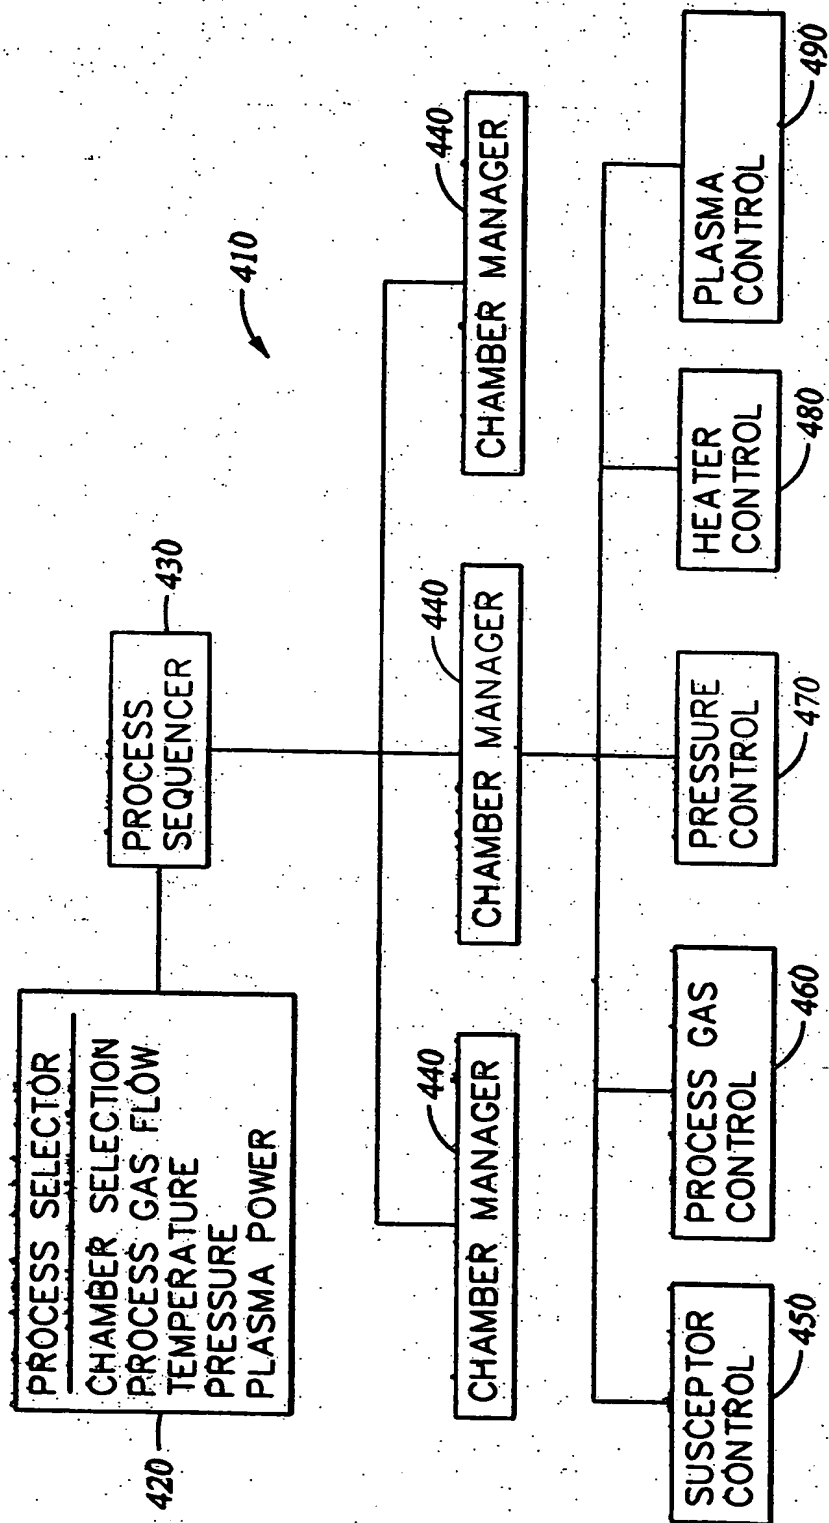 PROCESS SELECTOR
CHAMBER SELECTION
PROCESS GAS FLOW
TEMPERATURE
PRESSURE
PLASMA POWER
420
PROCESS
SEQUENCER
430
410
CHAMBER MANAGER
440
CHAMBER MANAGER
440
CHAMBER MANAGER
440
SUSCEPTOR
CONTROL
450
PROCESS GAS
CONTROL
460
PRESSURE
CONTROL
470
HEATER
CONTROL
480
PLASMA
CONTROL
490